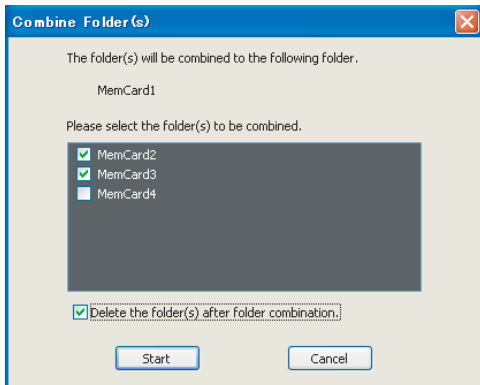 Combine Folder(s)
The folder(s) will be combined to the following folder.
MemCard1
Please select the folder(s) to be combined.
MemCard2
MemCard3
MemCard4
Delete the folder(s) after folder combination.
Start Cancel